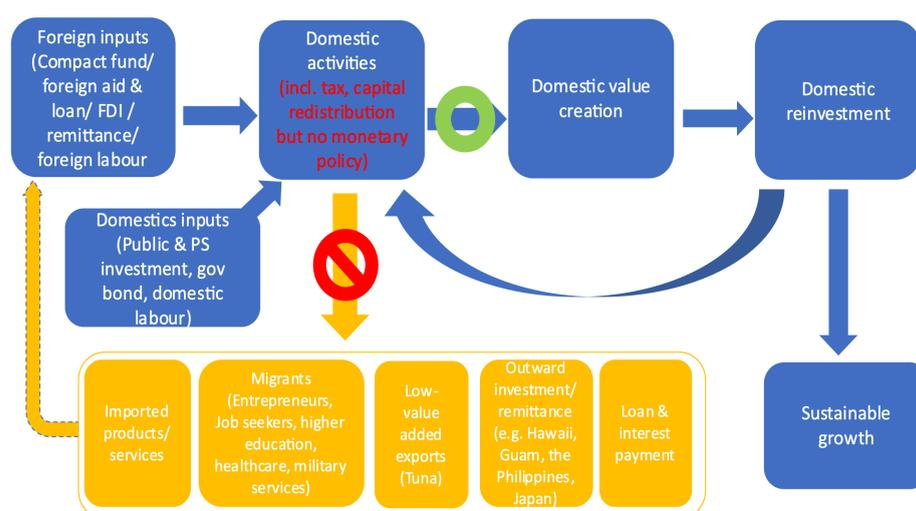 Foreign inputs
(Compact fund/
foreign aid &
loan/ FDI /
remittance/
foreign labour
Domestic
activities
(incl. tax, capital
redistribution
but no monetary
policy)
Domestic value
creation
Domestic
reinvestment
Domestics inputs
(Public & PS
investment, gov
bond, domestic
labour)
Imported
products/
services
Migrants
(Entrepreneurs,
Job seekers, higher
education,
healthcare, military
services)
Low-
value
added
exports
(Tuna)
Outward
investment/
remittance
(e.g. Hawaii,
Guam, the
Philippines,
Japan)
Loan &
interest
payment
Sustainable
growth